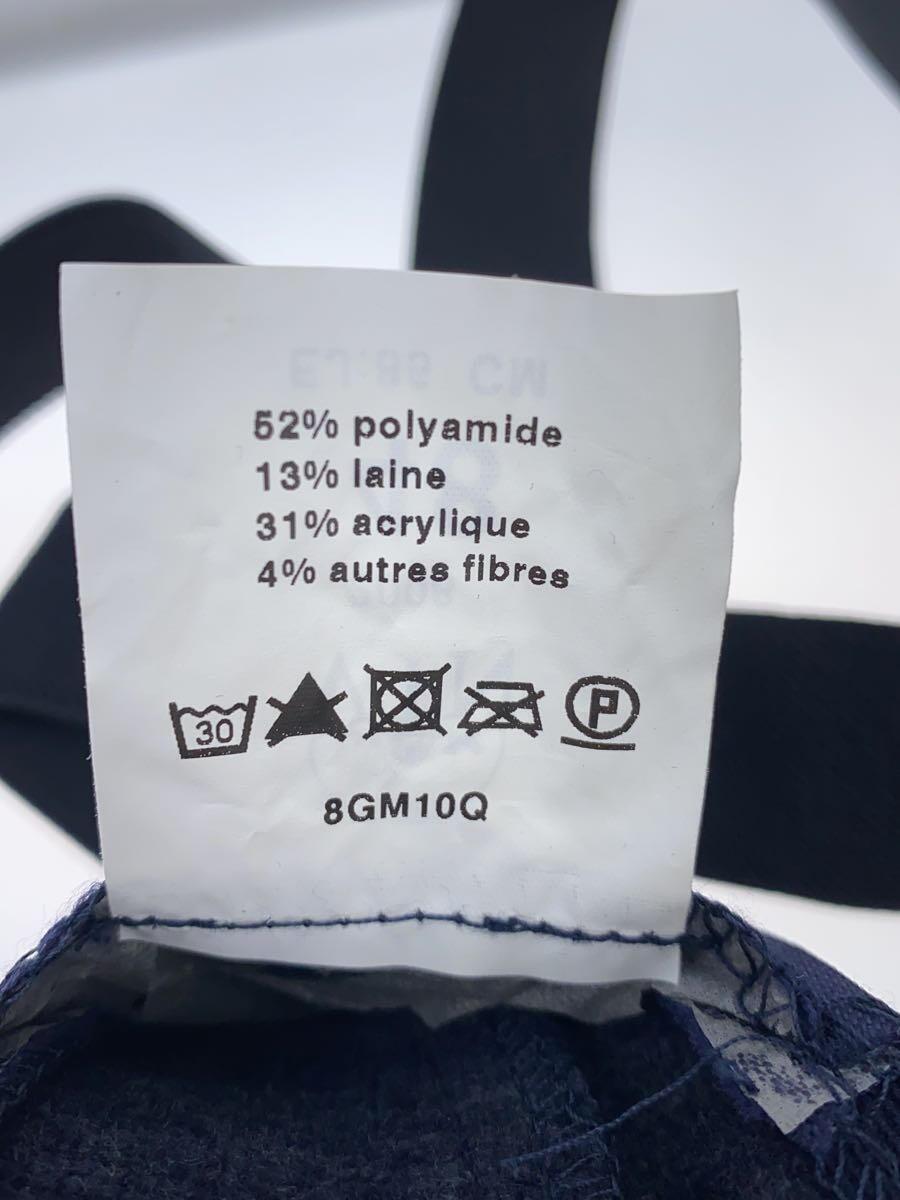 52% polyamide
13% laine
31% acrylique
4% autres fibres
30 P
8GM10Q